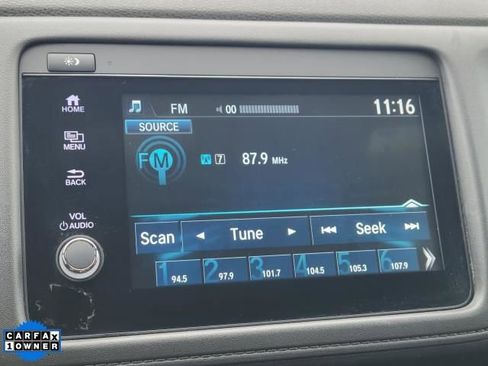 FM 00 11:16
HOME
SOURCE
MENU
FM 7 87.9 MHz
BACK
VOL
AUDIO
Scan Tune Seek
1 94.5 2 97.9 3 101.7 4 104.5 5 105.3 6 107.9
CARFAX
1 OWNER